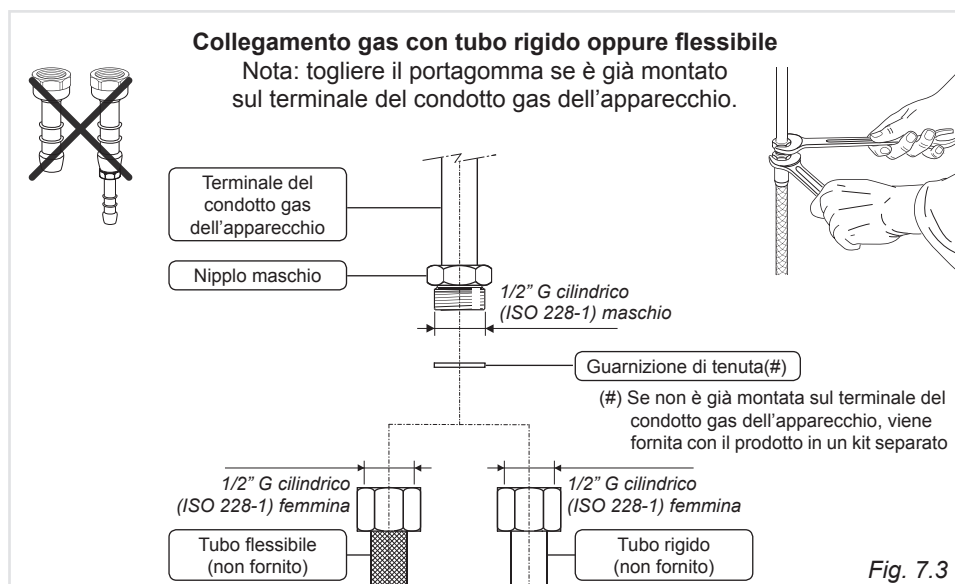 Collegamento gas con tubo rigido oppure flessibile
Nota: togliere il portagomma se è già montato
sul terminale del condotto gas dell’apparecchio.
Terminale del
condotto gas
dell’apparecchio
Nipplo maschio
1/2” G cilindrico
(ISO 228-1) maschio
Guarnizione di tenuta(#)
(#) Se non è già montata sul terminale del
condotto gas dell’apparecchio, viene
fornita con il prodotto in un kit separato
1/2” G cilindrico
(ISO 228-1) femmina
1/2” G cilindrico
(ISO 228-1) femmina
Tubo flessibile
(non fornito)
Tubo rigido
(non fornito)
Fig. 7.3